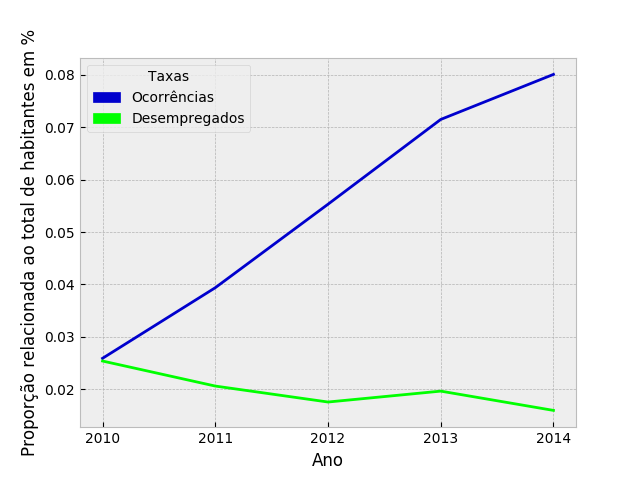 Proporção relacionada ao total de habitantes em %
0.08
0.07
0.06
0.05
0.04
0.03
0.02
Taxas
Ocorrências
Desempregados
2010 2011 2012 2013 2014
Ano